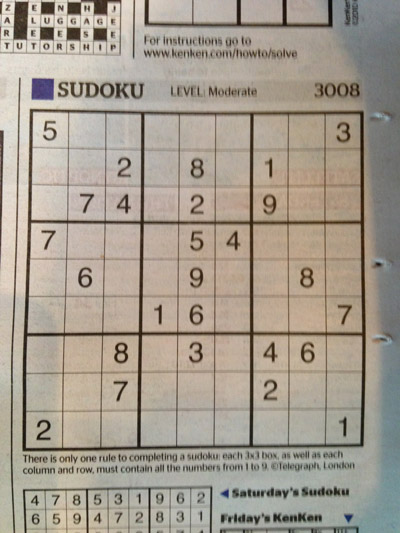 Z E N H J
A L U G G A G E
R E E S E
T U T O R S H I P
For instructions go to
www.kenken.com/howto/solve
SUDOKU LEVEL: Moderate 3008
5 3
2 8 1
7 4 2 9
7 5 4
6 9 8
1 6 7
8 3 4 6
7 2
2 1
There is only one rule to completing a sudoku: each 3x3 box, as well as each
column and row, must contain all the numbers from 1 to 9. ©Telegraph, London
4 7 8 5 3 1 9 6 2
6 5 9 4 7 2 8 3 1
Saturday's Sudoku
Friday's KenKen